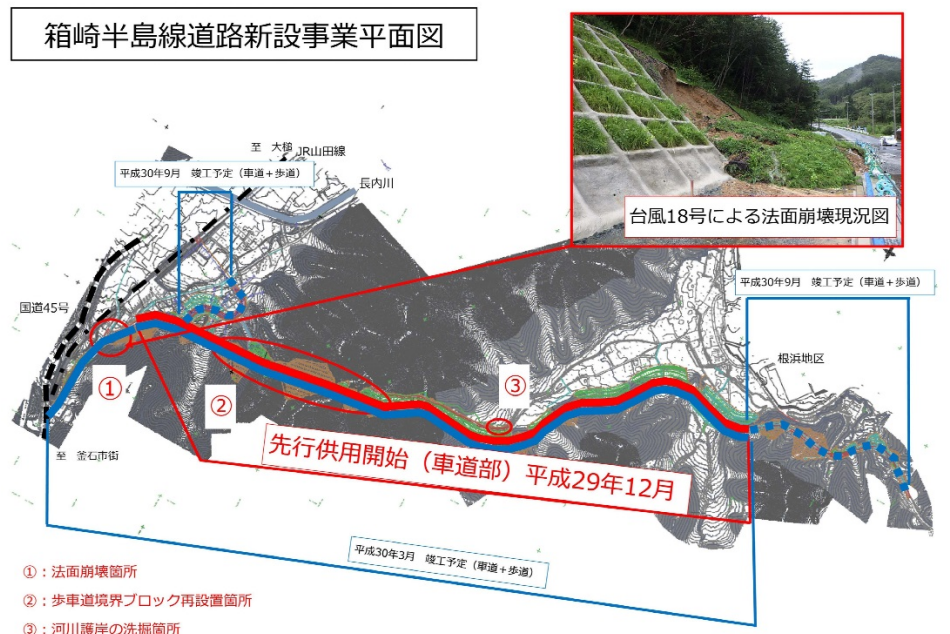 箱崎半島線道路新設事業平面図
台風18号による法面崩壊現況図
至 大槌
JR山田線
平成30年9月 竣工予定（車道＋歩道）
長内川
国道45号
平成30年9月 竣工予定（車道＋歩道）
根浜地区
①
②
③
至 釜石市街
先行供用開始（車道部）平成29年12月
平成30年3月 竣工予定（車道＋歩道）
①：法面崩壊箇所
②：歩車道境界ブロック再設置箇所
③：河川護岸の洗掘箇所